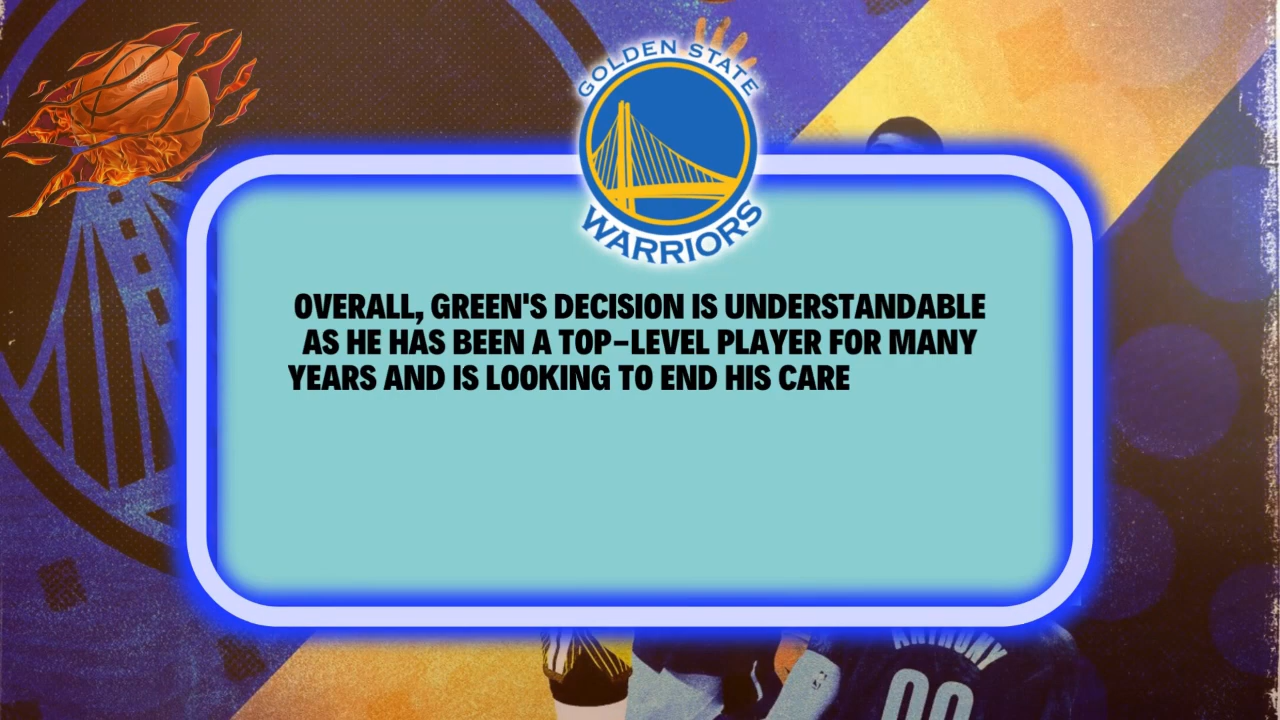 GOLDEN STATE
WARRIORS
OVERALL, GREEN'S DECISION IS UNDERSTANDABLE
AS HE HAS BEEN A TOP-LEVEL PLAYER FOR MANY
YEARS AND IS LOOKING TO END HIS CARE
ANTHONY